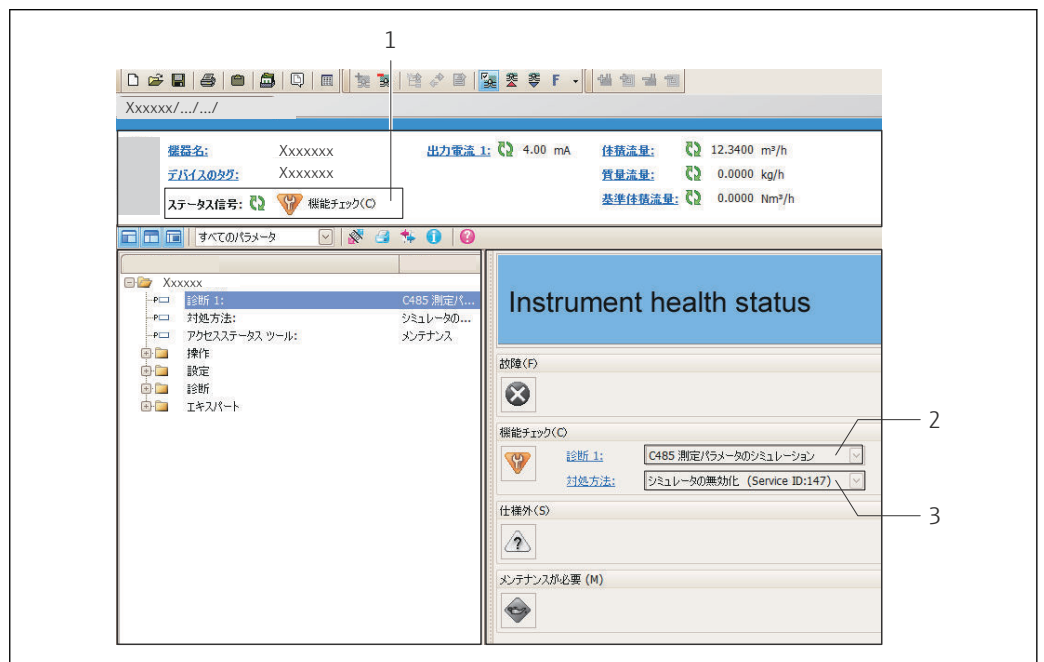 1
F
Xxxxxx/.../.../
機器名: Xxxxxxx 出力電流 1: 4.00 mA 体積流量: 12.3400 m³/h
デバイスのタグ: Xxxxxxx 質量流量: 0.0000 kg/h
ステータス信号: 機能チェック(C) 基準体積流量: 0.0000 Nm³/h
すべてのパラメータ
Xxxxxx
診断 1: C485 測定パ...
対処方法: シミュレータの...
アクセスステータス ツール: メンテナンス
操作
設定
診断
エキスパート
Instrument health status
故障(F)
機能チェック(C)
診断 1: C485 測定パラメータのシミュレーション
2
対処方法: シミュレータの無効化 (Service ID:147)
3
仕様外(S)
メンテナンスが必要 (M)